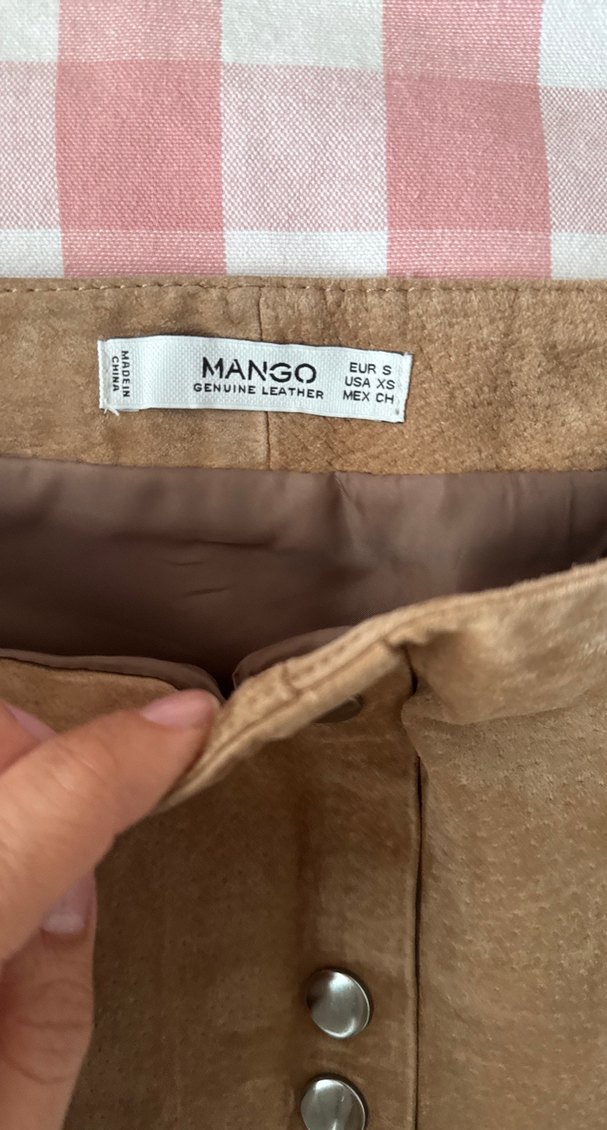 MADE IN
CHINA
MANGO
GENUINE LEATHER
EUR S
USA XS
MEX CH